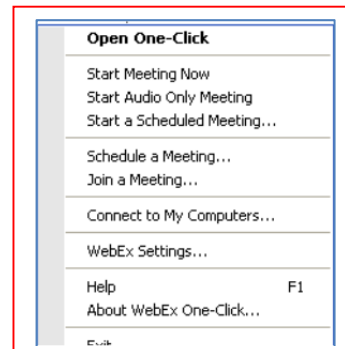 Open One-Click
Start Meeting Now
Start Audio Only Meeting
Start a Scheduled Meeting...
Schedule a Meeting...
Join a Meeting...
Connect to My Computers...
WebEx Settings...
Help F1
About WebEx One-Click...
Exit